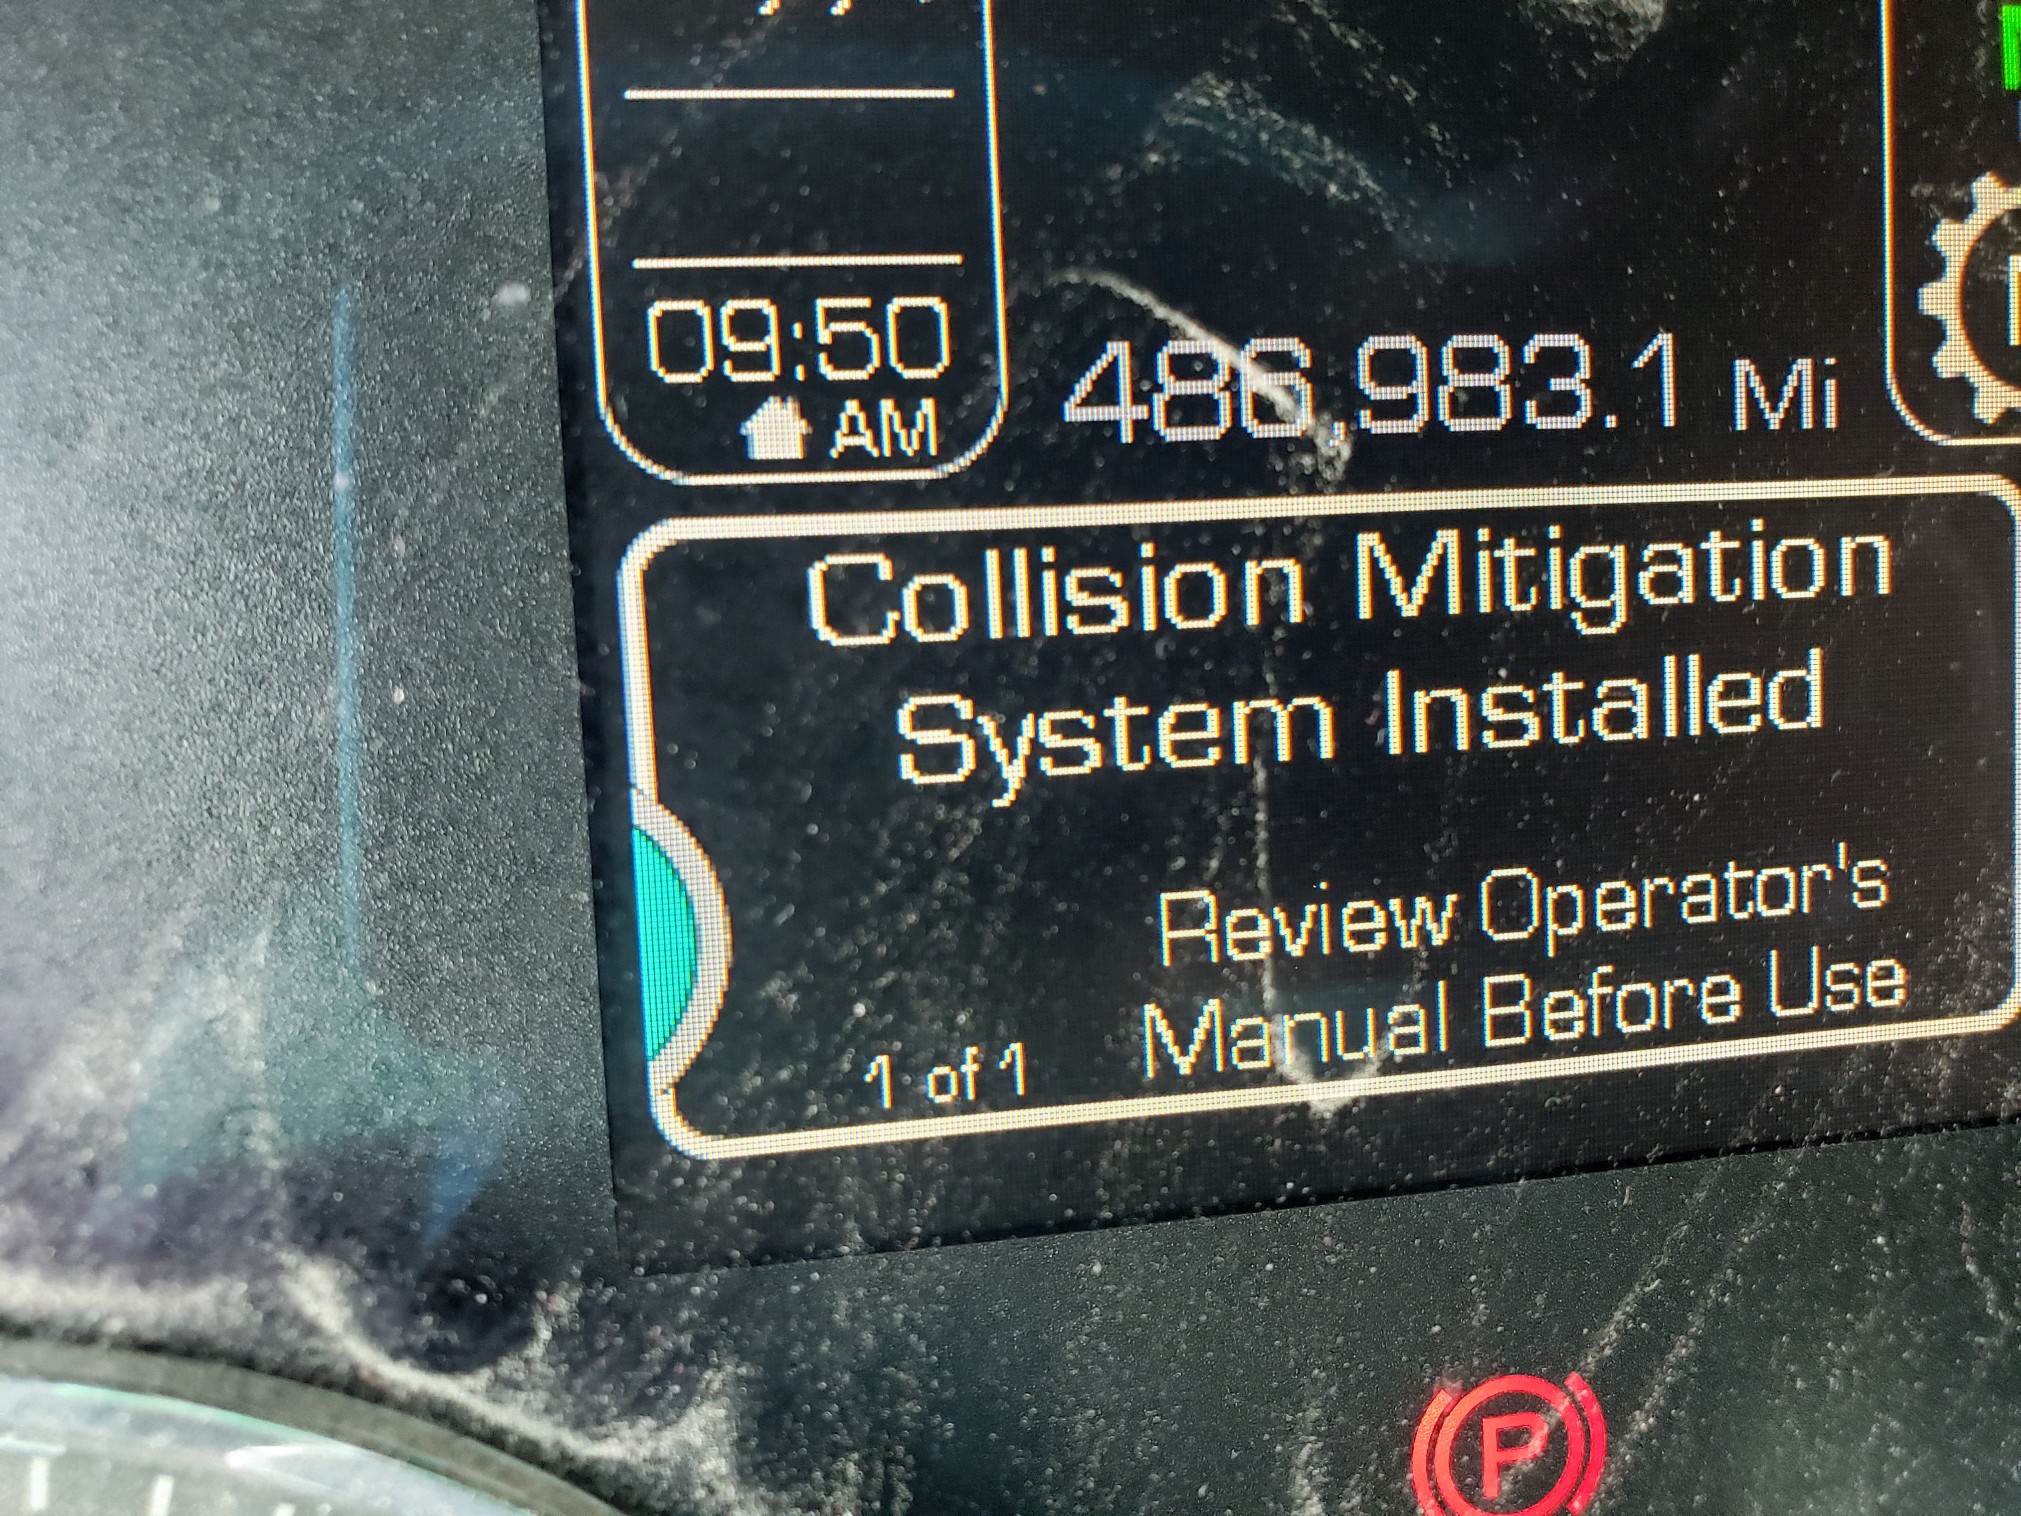 09:50
AM
486,983.1 Mi
Collision Mitigation
System Installed
Review Operator's
Manual Before Use
1 of 1
P